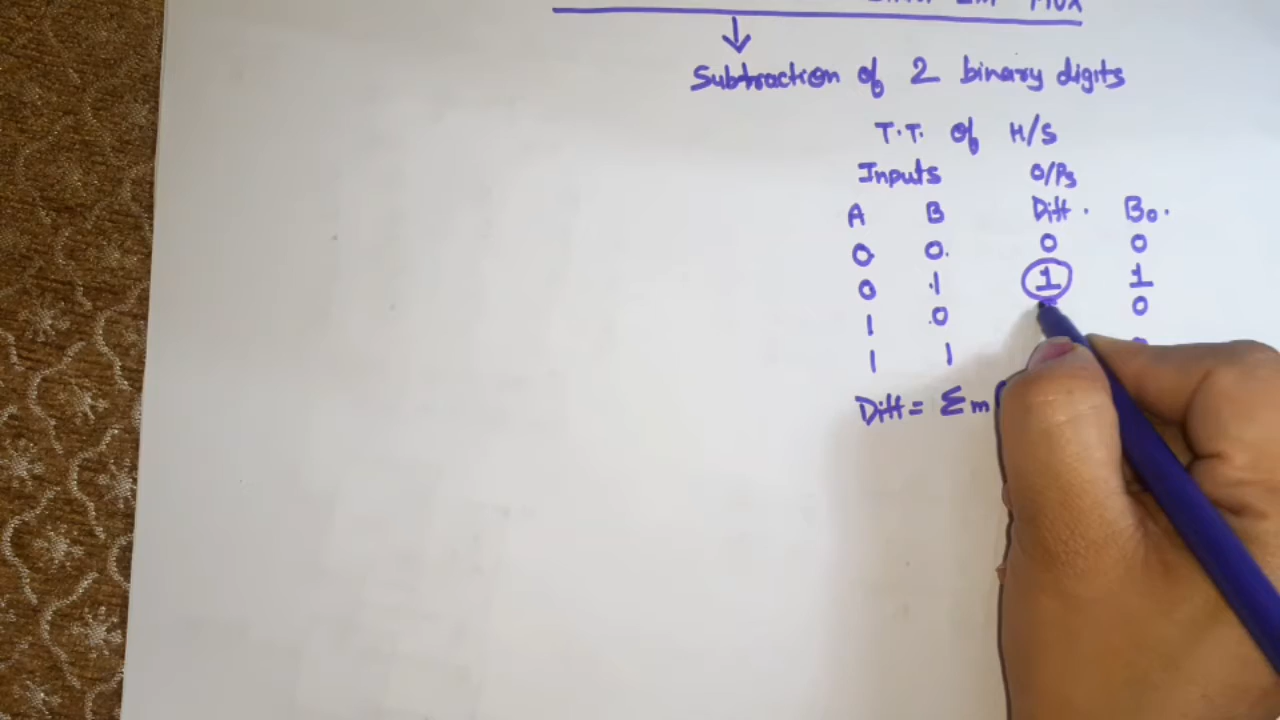 MUX
Subtraction of 2 binary digits
T.T. of H/S
Inputs O/Ps
A B Diff. Bo.
0 0 0 0
0 1 1 1
1 0 0
1 1
Diff = Σm